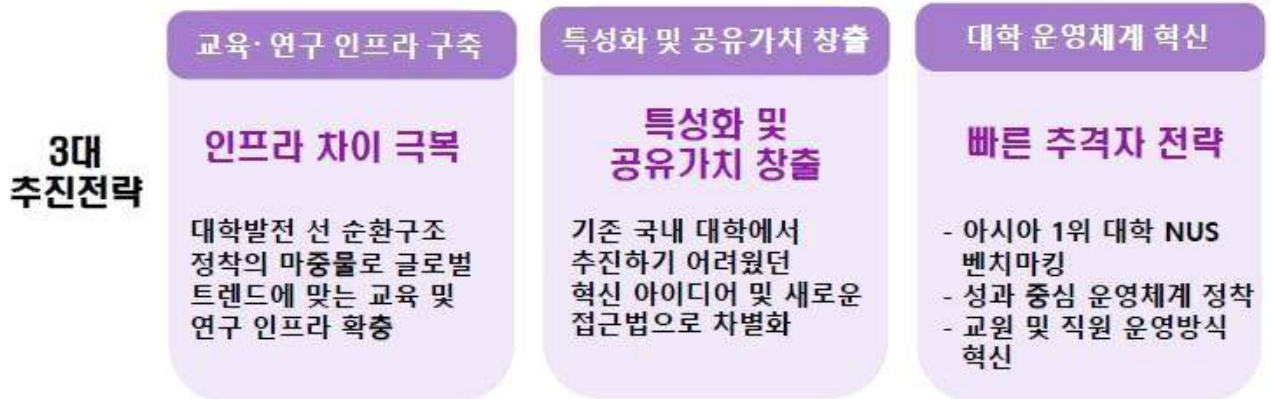 3대
추진전략
교육· 연구 인프라 구축
인프라 차이 극복
대학발전 선 순환구조
정착의 마중물로 글로벌
트렌드에 맞는 교육 및
연구 인프라 확충
특성화 및 공유가치 창출
특성화 및
공유가치 창출
기존 국내 대학에서
추진하기 어려웠던
혁신 아이디어 및 새로운
접근법으로 차별화
대학 운영체계 혁신
빠른 추격자 전략
- 아시아 1위 대학 NUS
벤치마킹
- 성과 중심 운영체계 정착
- 교원 및 직원 운영방식
혁신